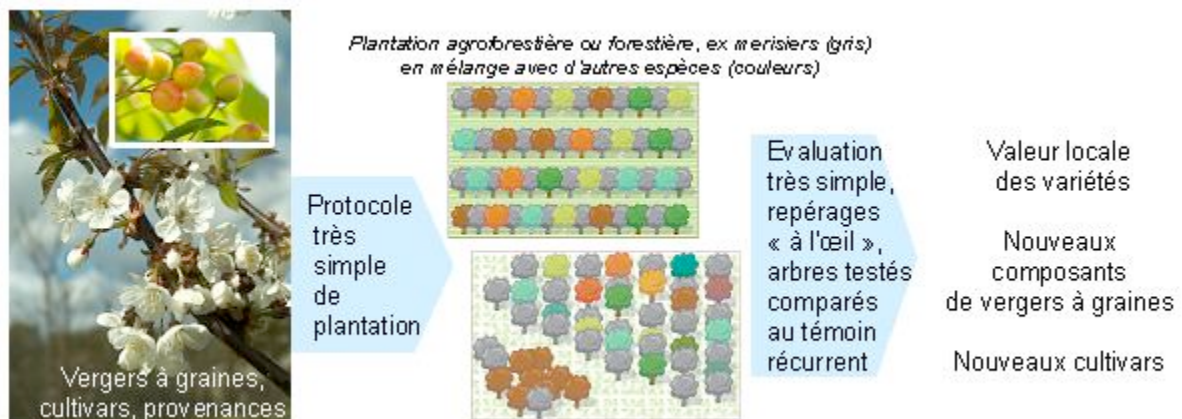 Plantation agroforestière ou forestière, ex merisiers (gris)
en mélange avec d'autres espèces (couleurs)
Vergers à graines,
cultivars, provenances
Protocole
très
simple
de
plantation
Evaluation
très simple,
repérages
« à l'œil »,
arbres testés
comparés
au témoin
récurrent
Valeur locale
des variétés
Nouveaux
composants
de vergers à graines
Nouveaux cultivars